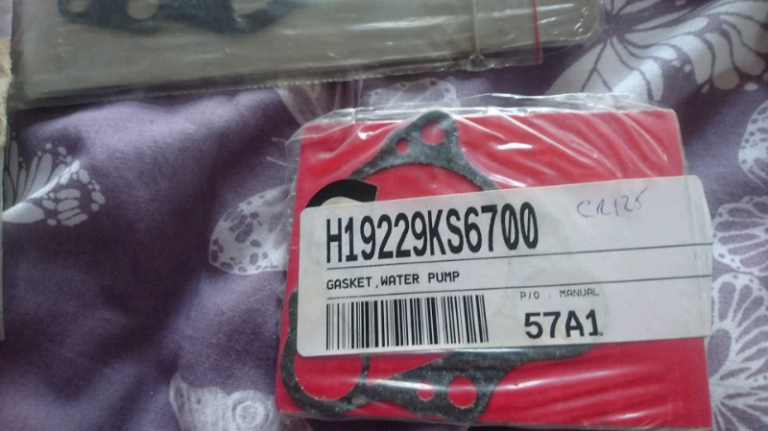 H19229KS6700
CR125
GASKET,WATER PUMP
P/O : MANUAL
57A1